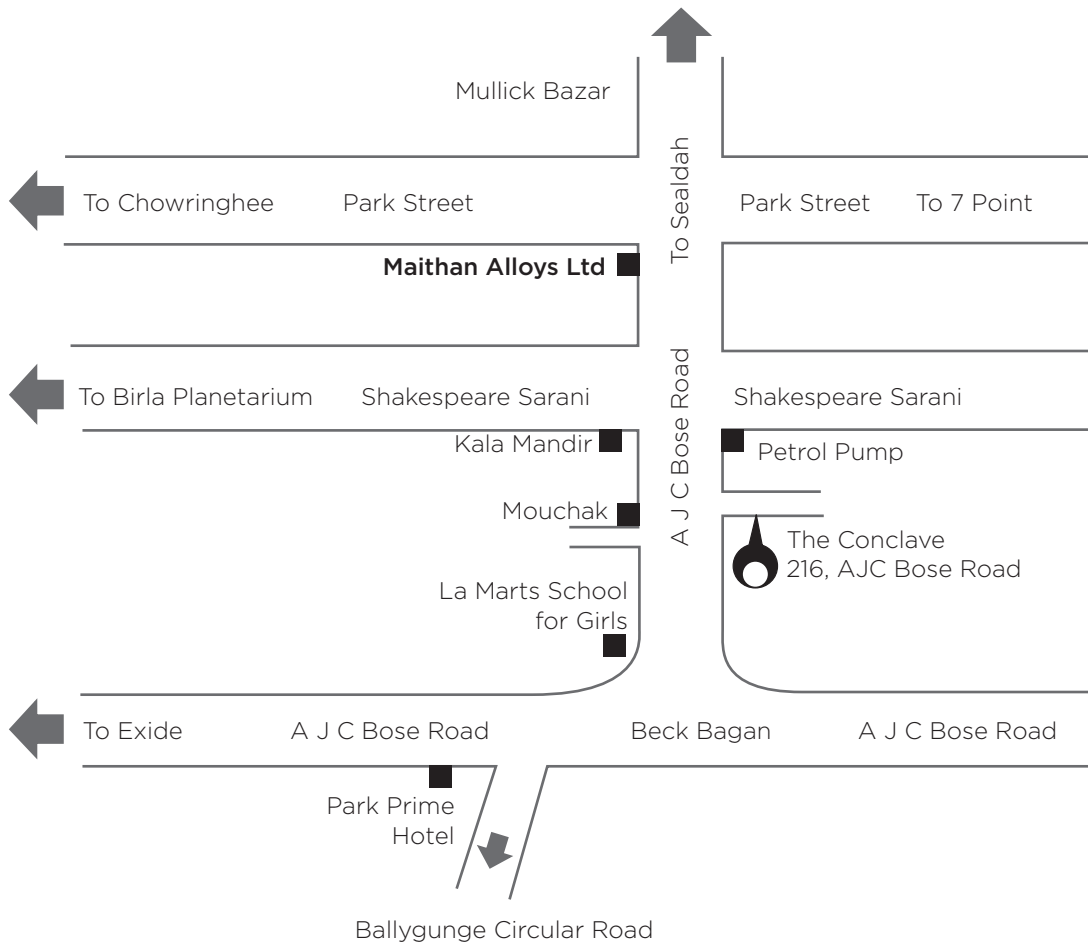 Mullick Bazar
To Chowringhee Park Street
Park Street To 7 Point
To Sealdah
Maithan Alloys Ltd
To Birla Planetarium Shakespeare Sarani
Shakespeare Sarani
A J C Bose Road
Kala Mandir
Petrol Pump
Mouchak
The Conclave
216, AJC Bose Road
La Marts School
for Girls
To Exide A J C Bose Road Beck Bagan A J C Bose Road
Park Prime
Hotel
Ballygunge Circular Road